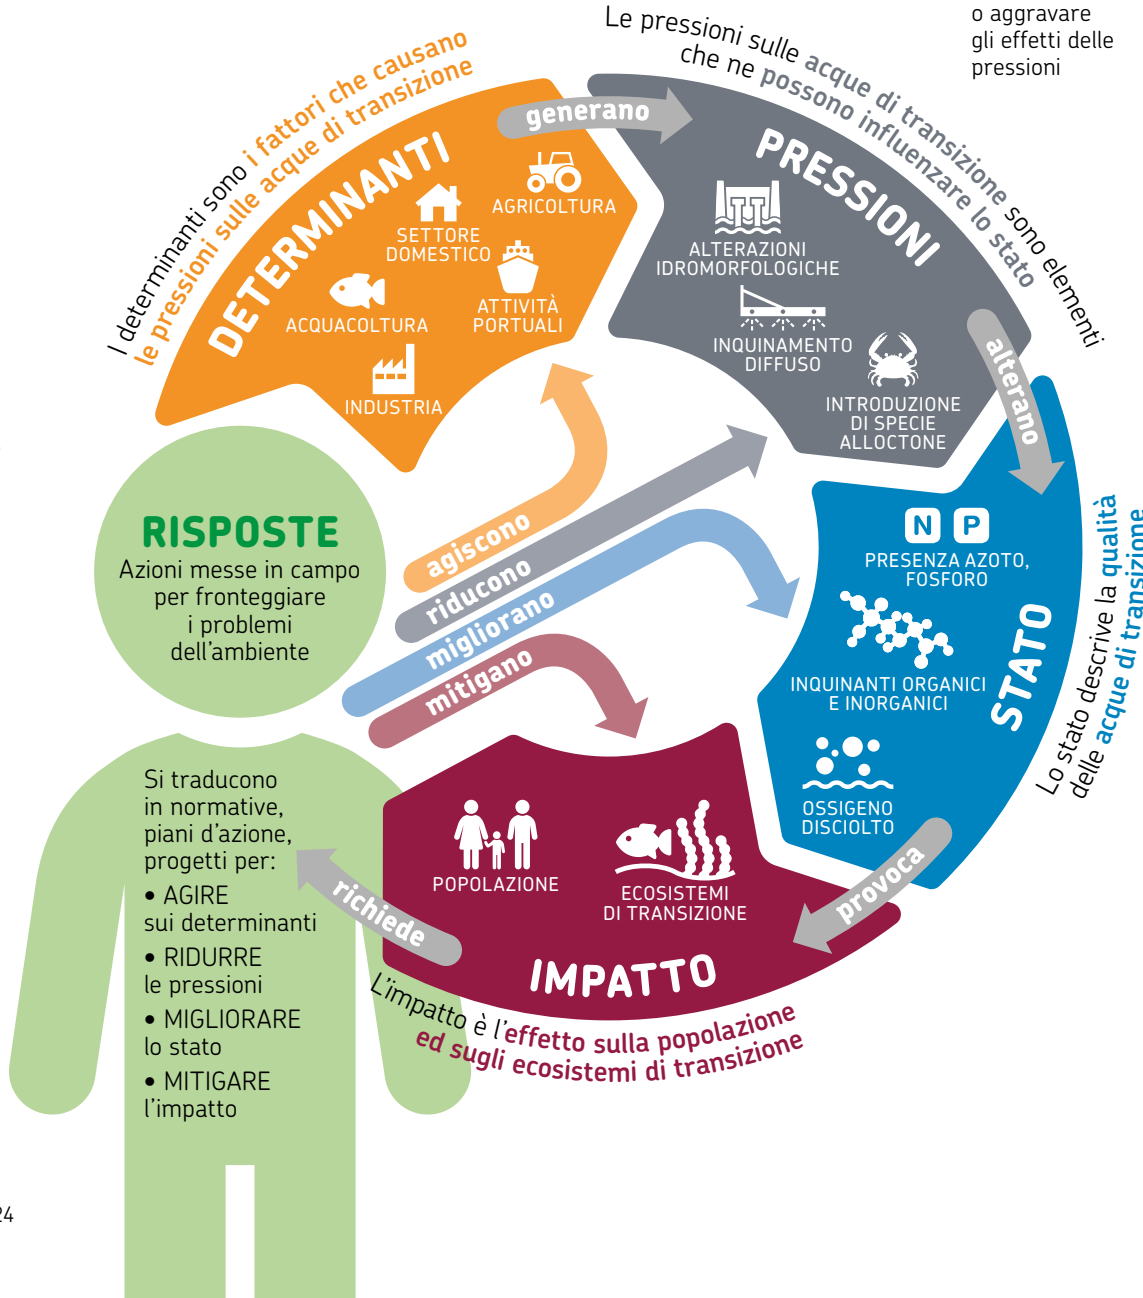 o aggravare
gli effetti delle
pressioni
I determinanti sono i fattori che causano
le pressioni sulle acque di transizione
DETERMINANTI
AGRICOLTURA
SETTORE
DOMESTICO
ATTIVITÀ
PORTUALI
ACQUACOLTURA
INDUSTRIA
generano
Le pressioni sulle acque di transizione sono elementi
che ne possono influenzare lo stato
PRESSIONI
ALTERAZIONI
IDROMORFOLOGICHE
INQUINAMENTO
DIFFUSO
INTRODUZIONE
DI SPECIE
ALLOCTONE
alterano
Lo stato descrive la qualità
delle acque di transizione
STATO
N P
PRESENZA AZOTO,
FOSFORO
INQUINANTI ORGANICI
E INORGANICI
OSSIGENO
DISCIOLTO
provoca
IMPATTO
POPOLAZIONE
ECOSISTEMI
DI TRANSIZIONE
L'impatto è l'effetto sulla popolazione
ed sugli ecosistemi di transizione
richiede
RISPOSTE
Azioni messe in campo
per fronteggiare
i problemi
dell'ambiente
agiscono
riducono
migliorano
mitigano
Si traducono
in normative,
piani d'azione,
progetti per:
• AGIRE
sui determinanti
• RIDURRE
le pressioni
• MIGLIORARE
lo stato
• MITIGARE
l'impatto
24